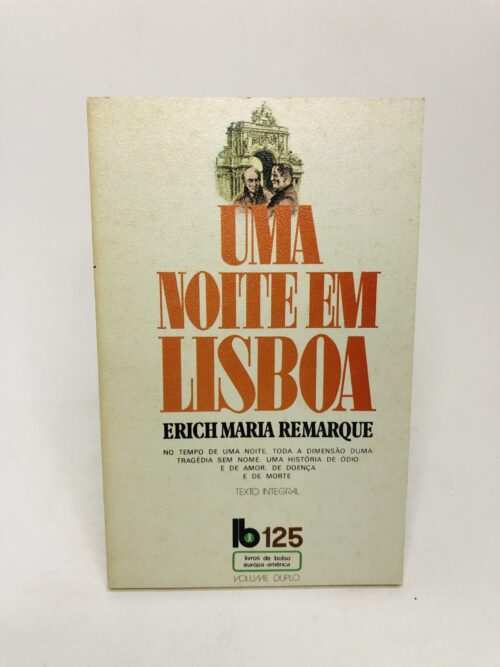 UMA
NOITE EM
LISBOA
ERICH MARIA REMARQUE
NO TEMPO DE UMA NOITE, TODA A DIMENSÃO DUMA
TRAGÉDIA SEM NOME. UMA HISTÓRIA DE ÓDIO
E DE AMOR, DE DOENÇA
E DE MORTE
TEXTO INTEGRAL
lb 125
livros de bolso
europa-américa
VOLUME DUPLO